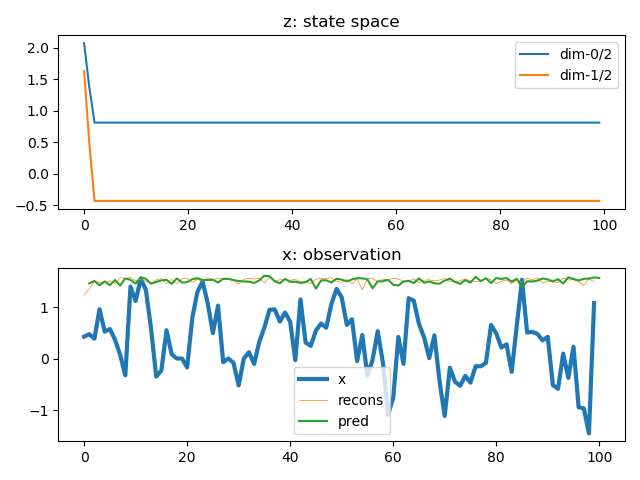 z: state space
2.0
1.5
1.0
0.5
0.0
−0.5
dim-0/2
dim-1/2
0 20 40 60 80 100
x: observation
1
0
−1
x
recons
pred
0 20 40 60 80 100